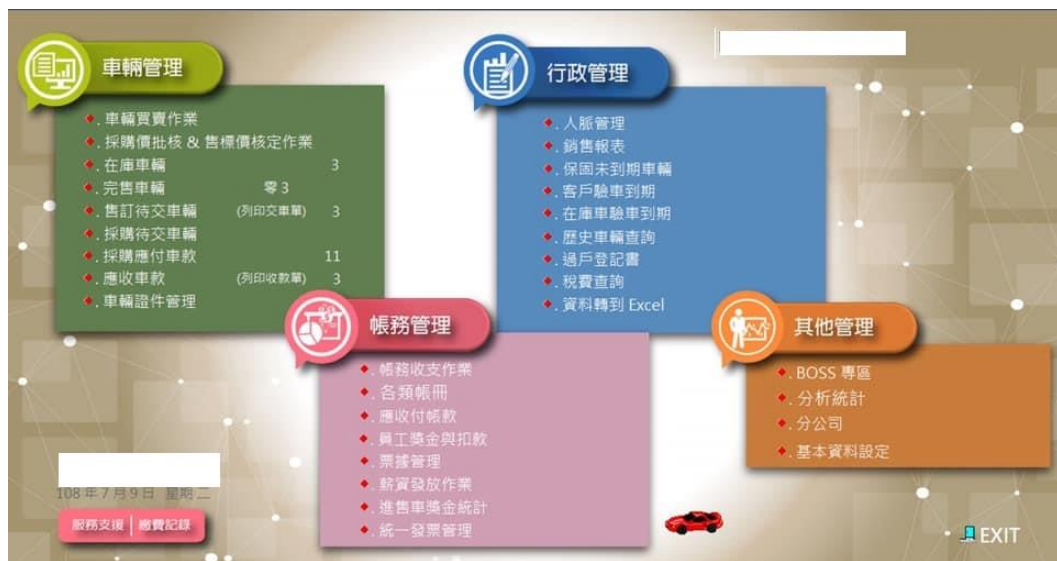 車輛管理
◆. 車輛買賣作業
◆. 採購價批核 & 售標價核定作業
◆. 在庫車輛 3
◆. 完售車輛 零 3
◆. 售訂待交車輛 (列印交車單) 3
◆. 採購待交車輛
◆. 採購應付車款 11
◆. 應收車款 (列印收款單) 3
◆. 車輛證件管理
行政管理
◆. 人脈管理
◆. 銷售報表
◆. 保固未到期車輛
◆. 客戶驗車到期
◆. 在庫車驗車到期
◆. 歷史車輛查詢
◆. 過戶登記書
◆. 稅費查詢
◆. 資料轉到 Excel
帳務管理
◆. 帳務收支作業
◆. 各類帳冊
◆. 應收付帳款
◆. 員工獎金與扣款
◆. 票據管理
◆. 薪資發放作業
◆. 進售車獎金統計
◆. 統一發票管理
其他管理
◆. BOSS 專區
◆. 分析統計
◆. 分公司
◆. 基本資料設定
108 年 7 月 9 日 星期二
服務支援 | 繳費記錄
EXIT